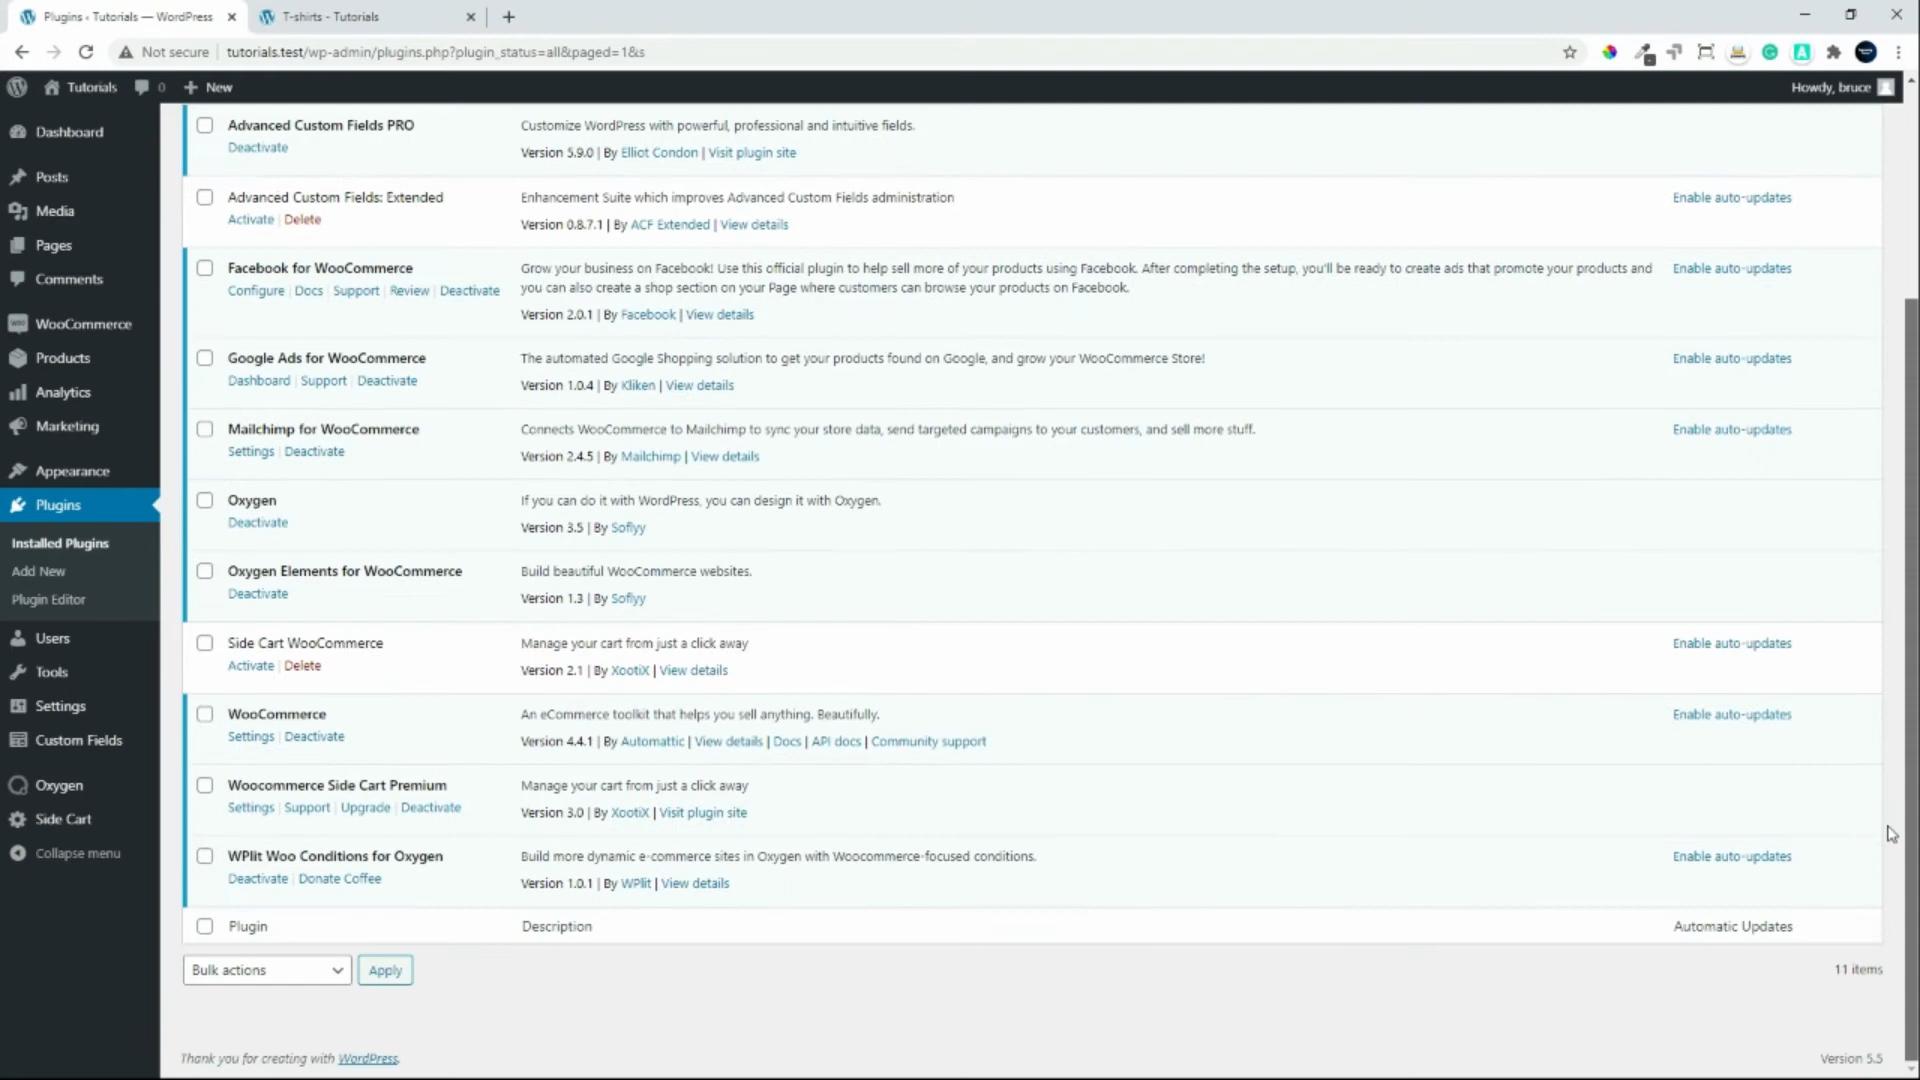 Plugins ‹ Tutorials — WordPress
T-shirts - Tutorials
Not secure
tutorials.test/wp-admin/plugins.php?plugin_status=all&paged=1&s
Tutorials
0
New
Howdy, bruce
Dashboard
Posts
Media
Pages
Comments
WooCommerce
Products
Analytics
Marketing
Appearance
Plugins
Installed Plugins
Add New
Plugin Editor
Users
Tools
Settings
Custom Fields
Oxygen
Side Cart
Collapse menu
Advanced Custom Fields PRO
Deactivate
Customize WordPress with powerful, professional and intuitive fields.
Version 5.9.0 | By Elliot Condon | Visit plugin site
Advanced Custom Fields: Extended
Activate | Delete
Enhancement Suite which improves Advanced Custom Fields administration
Version 0.8.7.1 | By ACF Extended | View details
Enable auto-updates
Facebook for WooCommerce
Configure | Docs | Support | Review | Deactivate
Grow your business on Facebook! Use this official plugin to help sell more of your products using Facebook. After completing the setup, you'll be ready to create ads that promote your products and
you can also create a shop section on your Page where customers can browse your products on Facebook.
Version 2.0.1 | By Facebook | View details
Enable auto-updates
Google Ads for WooCommerce
Dashboard | Support | Deactivate
The automated Google Shopping solution to get your products found on Google, and grow your WooCommerce Store!
Version 1.0.4 | By Kliken | View details
Enable auto-updates
Mailchimp for WooCommerce
Settings | Deactivate
Connects WooCommerce to Mailchimp to sync your store data, send targeted campaigns to your customers, and sell more stuff.
Version 2.4.5 | By Mailchimp | View details
Enable auto-updates
Oxygen
Deactivate
If you can do it with WordPress, you can design it with Oxygen.
Version 3.5 | By Soflyy
Oxygen Elements for WooCommerce
Deactivate
Build beautiful WooCommerce websites.
Version 1.3 | By Soflyy
Side Cart WooCommerce
Activate | Delete
Manage your cart from just a click away
Version 2.1 | By XootiX | View details
Enable auto-updates
WooCommerce
Settings | Deactivate
An eCommerce toolkit that helps you sell anything. Beautifully.
Version 4.4.1 | By Automattic | View details | Docs | API docs | Community support
Enable auto-updates
Woocommerce Side Cart Premium
Settings | Support | Upgrade | Deactivate
Manage your cart from just a click away
Version 3.0 | By XootiX | Visit plugin site
WPlit Woo Conditions for Oxygen
Deactivate | Donate Coffee
Build more dynamic e-commerce sites in Oxygen with Woocommerce-focused conditions.
Version 1.0.1 | By WPlit | View details
Enable auto-updates
Plugin
Description
Automatic Updates
Bulk actions
Apply
11 items
Thank you for creating with WordPress.
Version 5.5